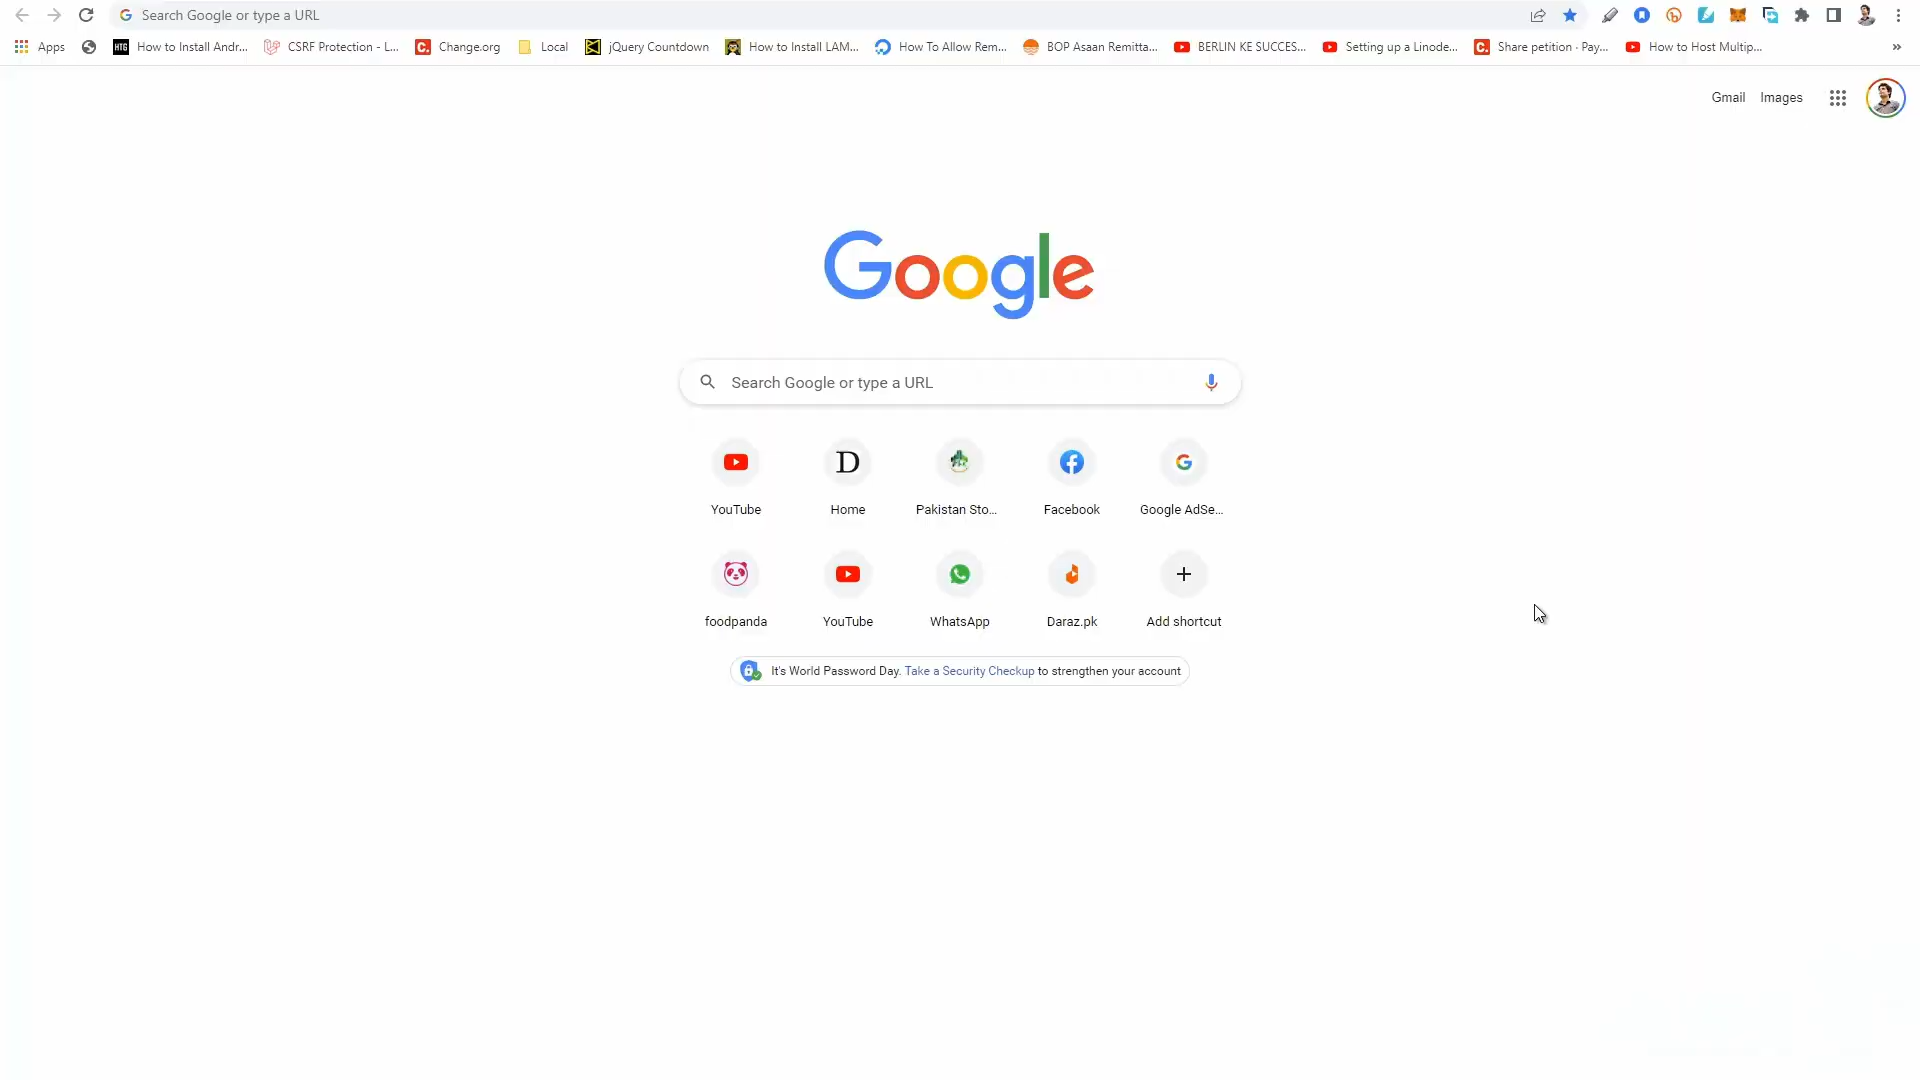 Search Google or type a URL
Apps HTG How to Install Andr... CSRF Protection - L... C. Change.org Local jQuery Countdown How to Install LAM... How To Allow Rem... BOP Asaan Remitta... BERLIN KE SUCCES... Setting up a Linode... C. Share petition · Pay... How to Host Multip... »
Gmail Images
Google
Search Google or type a URL
D
YouTube Home Pakistan Sto... Facebook Google AdSe...
foodpanda YouTube WhatsApp Daraz.pk Add shortcut
It's World Password Day. Take a Security Checkup to strengthen your account